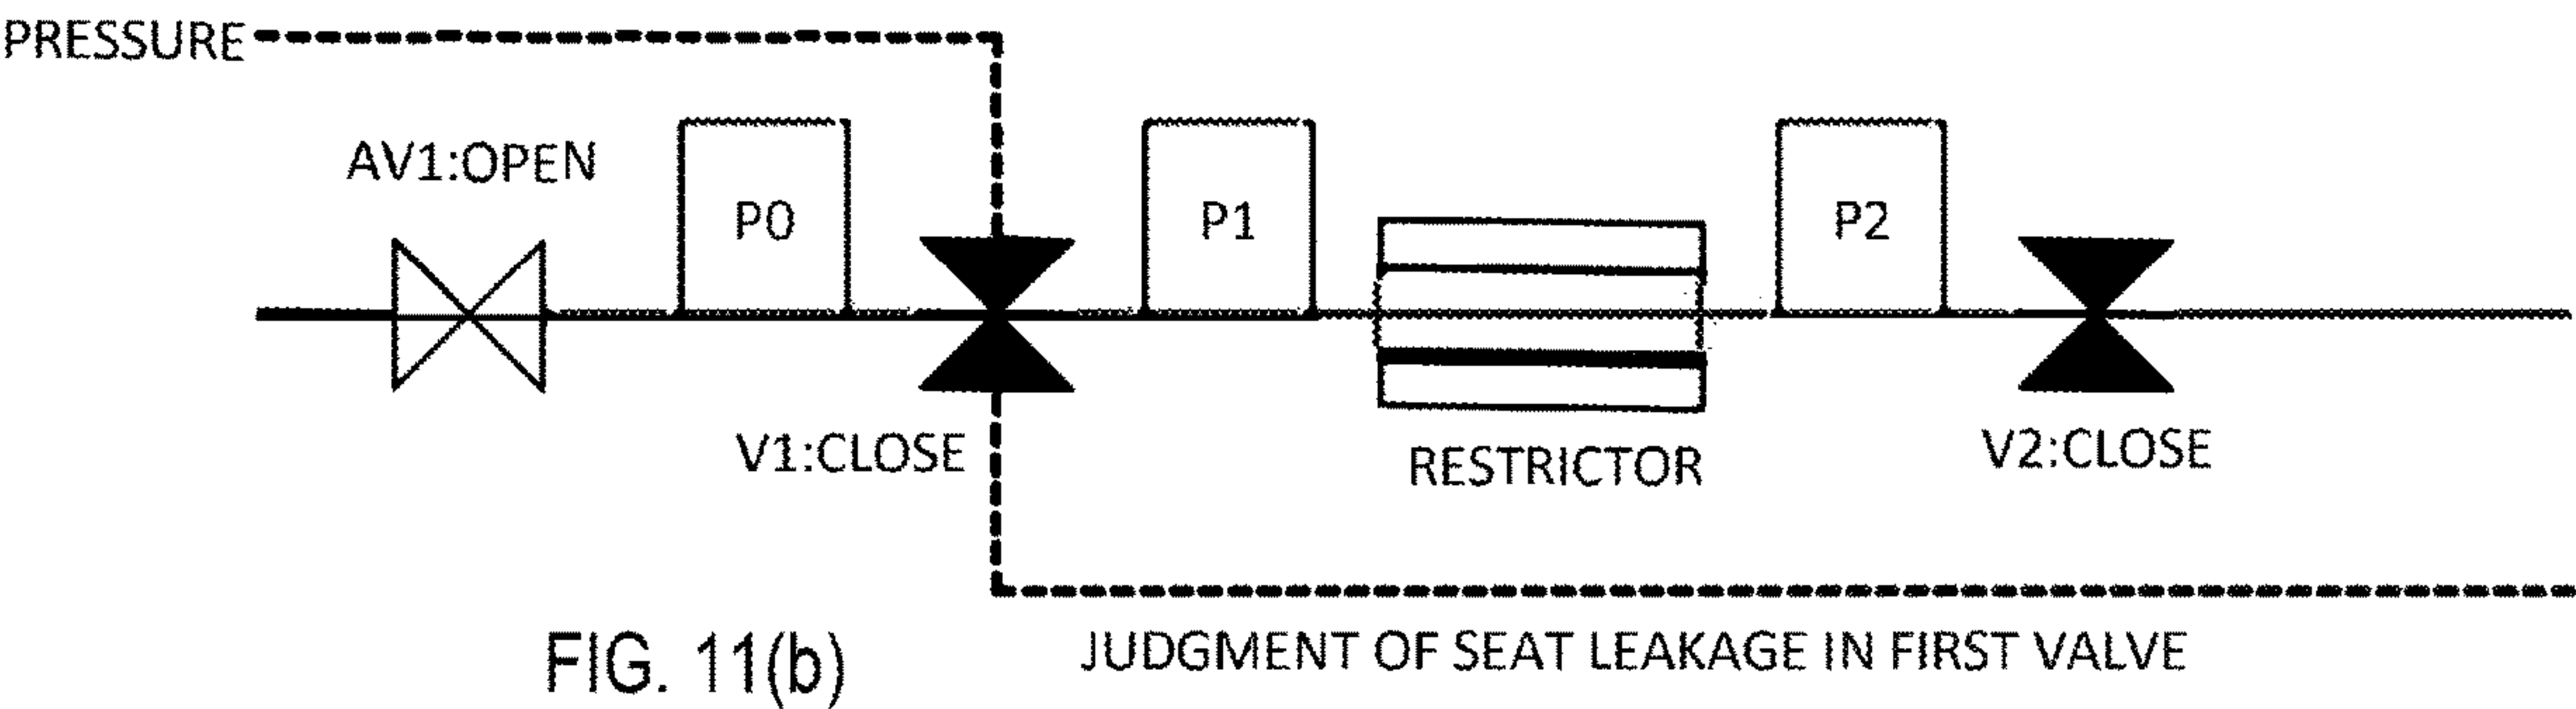 PRESSURE
AV1:OPEN
P0
P1
P2
V1:CLOSE
RESTRICTOR
V2:CLOSE
FIG. 11(b)
JUDGMENT OF SEAT LEAKAGE IN FIRST VALVE